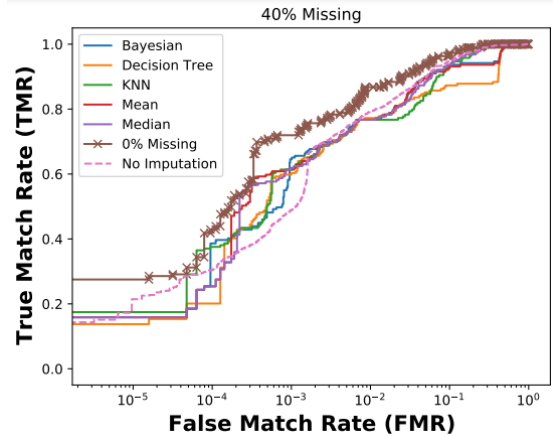 40% Missing
True Match Rate (TMR)
1.0
0.8
0.6
0.4
0.2
0.0
Bayesian
Decision Tree
KNN
Mean
Median
0% Missing
No Imputation
10⁻⁵ 10⁻⁴ 10⁻³ 10⁻² 10⁻¹ 10⁰
False Match Rate (FMR)